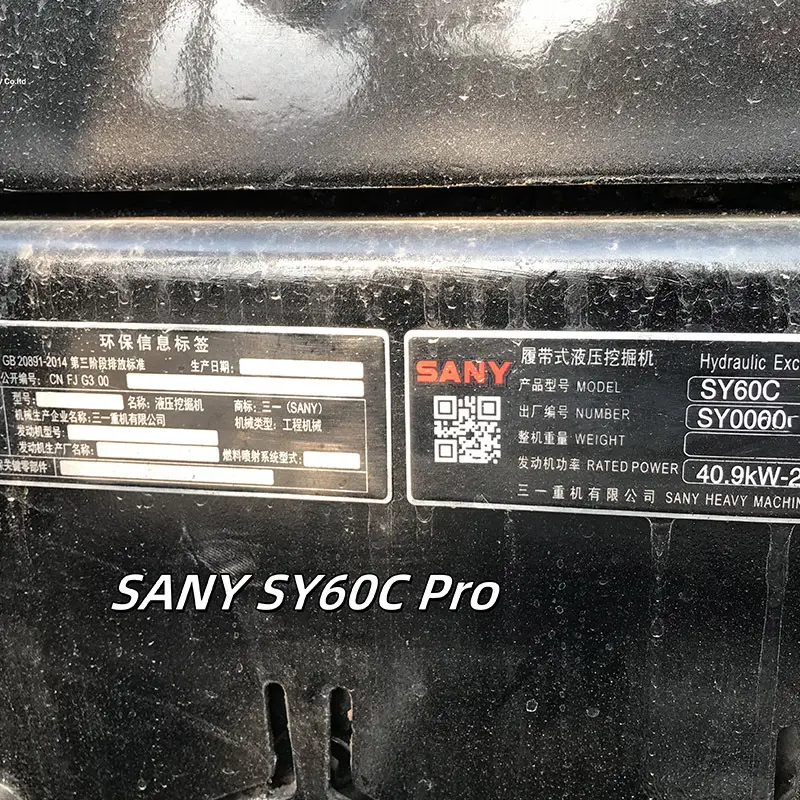 Co.ltd
环保信息标签
GB 20891-2014 第三阶段排放标准 生产日期:
公开编号: CN FJ G3 00
型号: 名称: 液压挖掘机 商标: 三一 (SANY)
机械生产企业名称: 三一重机有限公司 机械类型: 工程机械
发动机型号:
发动机生产厂名称: 燃料喷射系统型式:
关键零部件
SANY 履带式液压挖掘机 Hydraulic Exc
产品型号 MODEL SY60C
出厂编号 NUMBER SY0060
整机重量 WEIGHT
发动机功率 RATED POWER 40.9kW-2
三一重机有限公司 SANY HEAVY MACHIN
SANY SY60C Pro